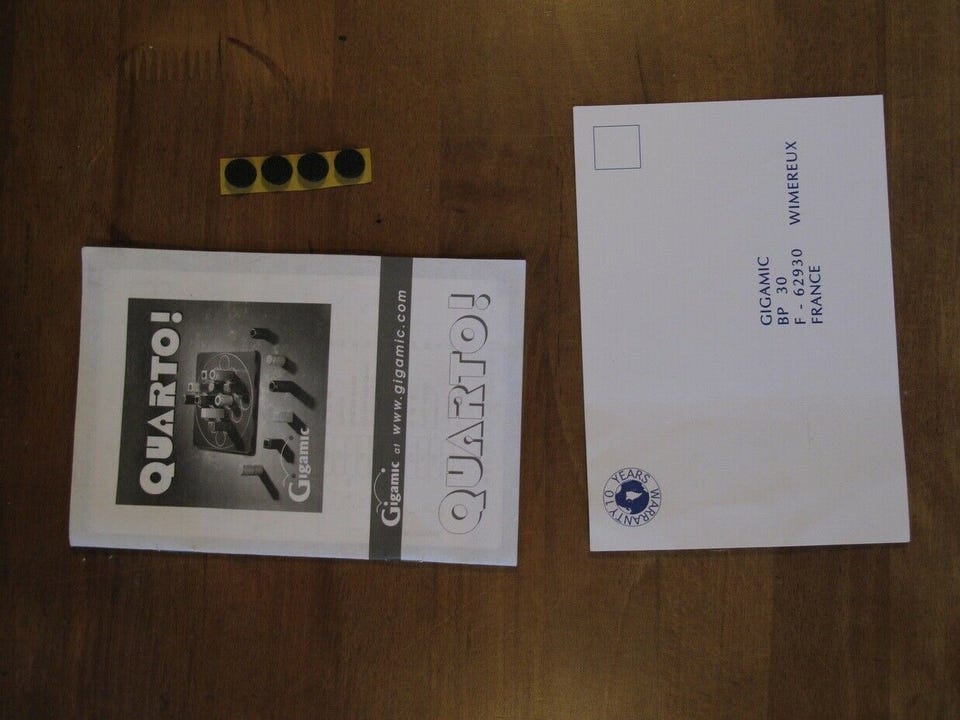 QUARTO!
Gigamic
Gigamic at www.gigamic.com
QUARTO!
GIGAMIC
BP 30
F - 62930 WIMEREUX
FRANCE
10 YEARS WARRANTY